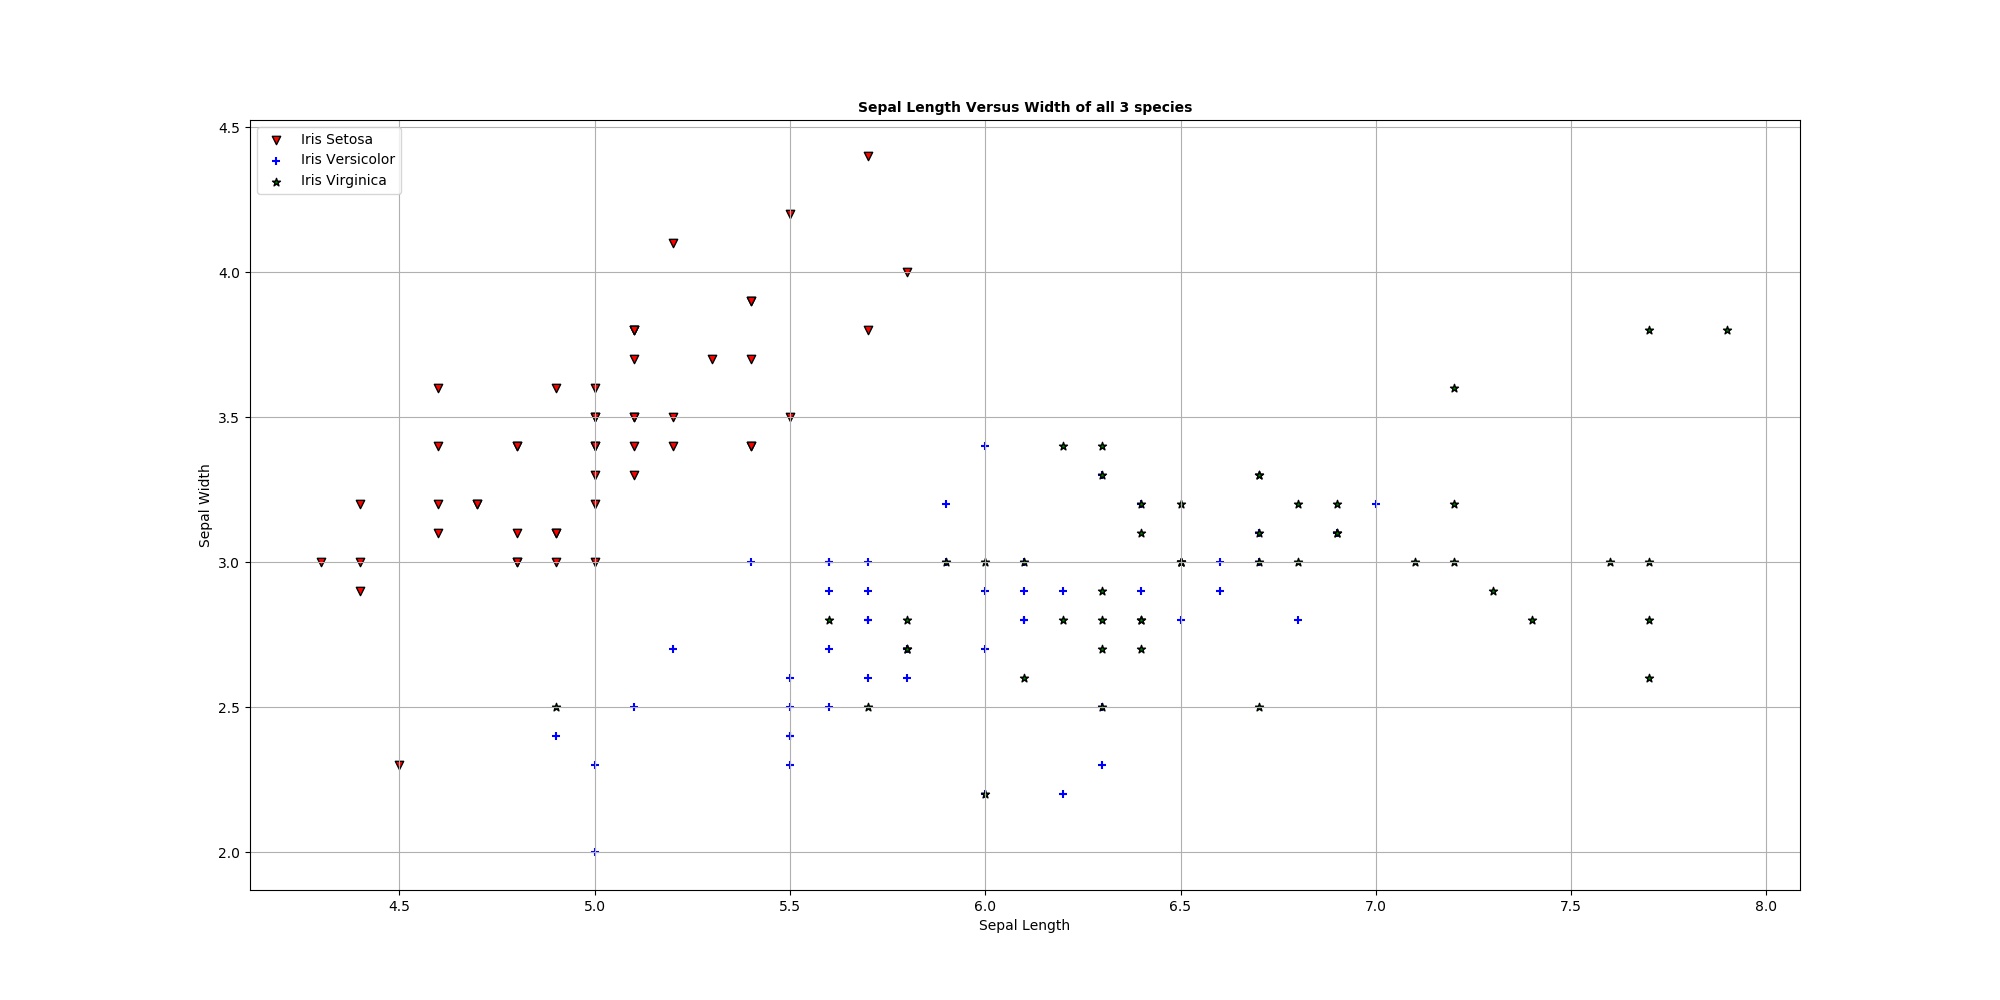 Sepal Length Versus Width of all 3 species
Iris Setosa
Iris Versicolor
Iris Virginica
4.5
4.0
3.5
3.0
2.5
2.0
Sepal Width
4.5 5.0 5.5 6.0 6.5 7.0 7.5 8.0
Sepal Length